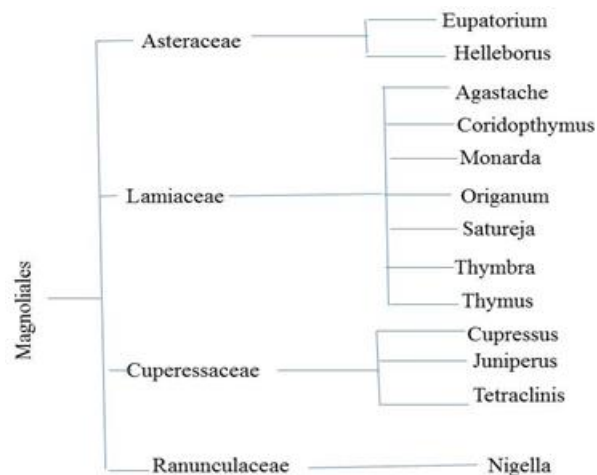 Magnoliales
Asteraceae
Eupatorium
Helleborus
Lamiaceae
Agastache
Coridopthymus
Monarda
Origanum
Satureja
Thymbra
Thymus
Cuperessaceae
Cupressus
Juniperus
Tetraclinis
Ranunculaceae
Nigella